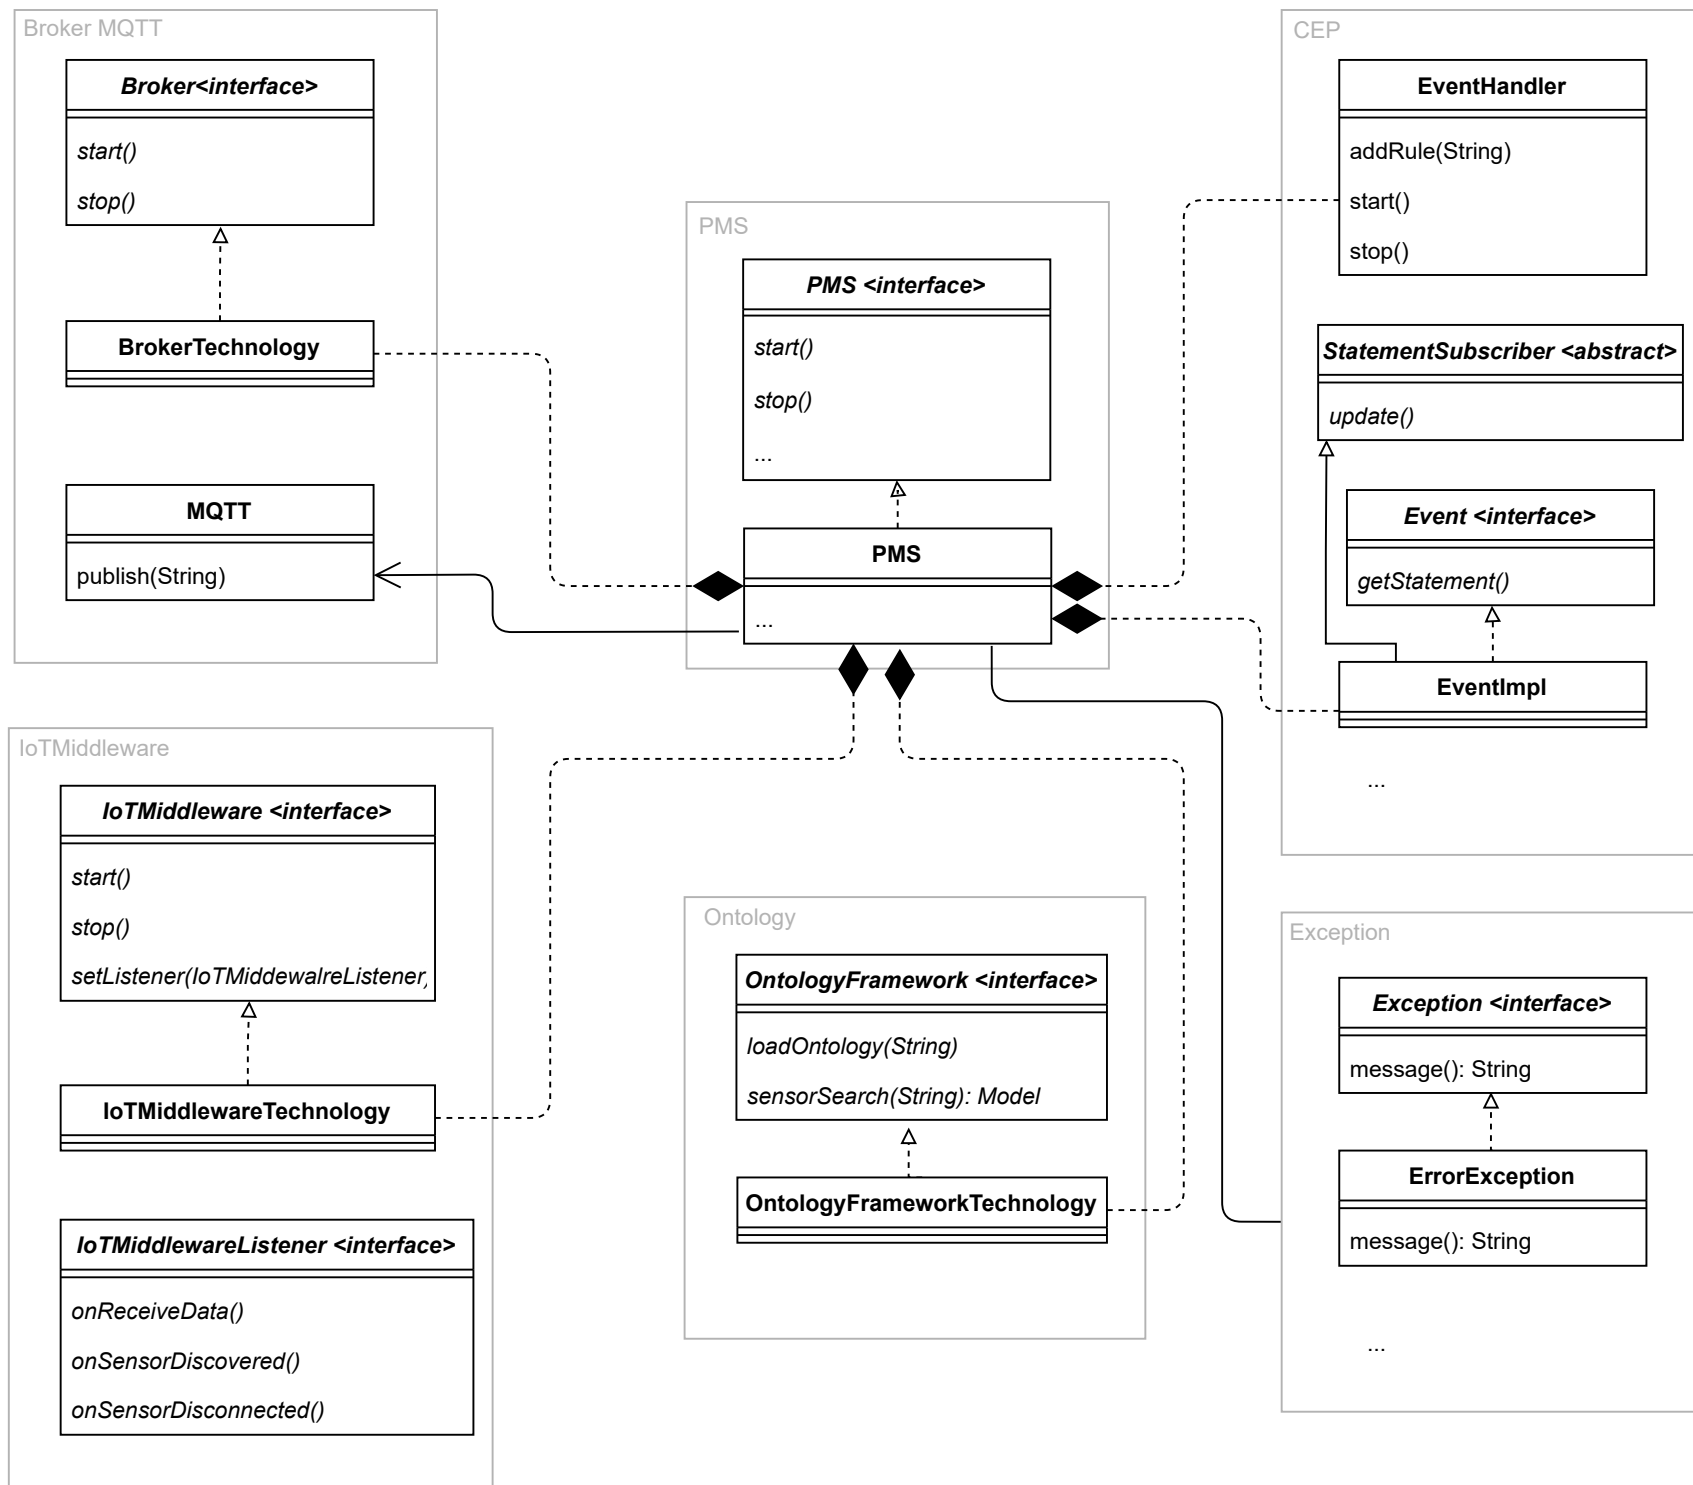 Broker MQTT
Broker<interface>
start()
stop()
BrokerTechnology
MQTT
publish(String)
PMS
PMS <interface>
start()
stop()
...
PMS
...
CEP
EventHandler
addRule(String)
start()
stop()
StatementSubscriber <abstract>
update()
Event <interface>
getStatement()
EventImpl
...
IoTMiddleware
IoTMiddleware <interface>
start()
stop()
setListener(IoTMiddewalreListener)
IoTMiddlewareTechnology
IoTMiddlewareListener <interface>
onReceiveData()
onSensorDiscovered()
onSensorDisconnected()
Ontology
OntologyFramework <interface>
loadOntology(String)
sensorSearch(String): Model
OntologyFrameworkTechnology
Exception
Exception <interface>
message(): String
ErrorException
message(): String
...